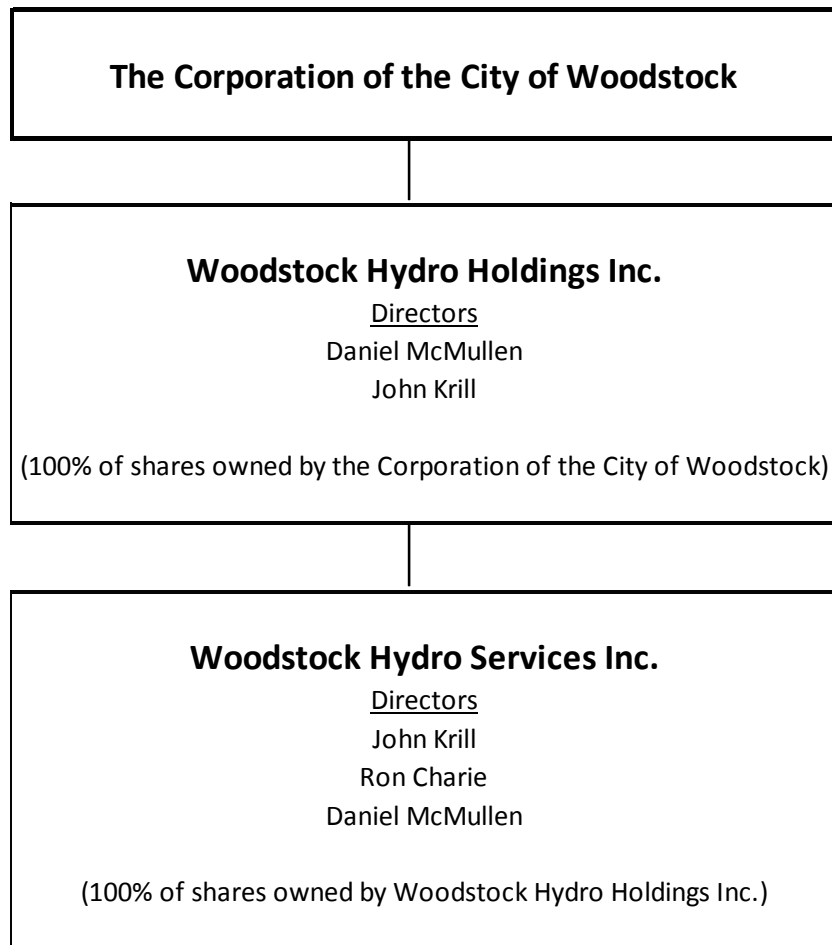 The Corporation of the City of Woodstock
Woodstock Hydro Holdings Inc.
Directors
Daniel McMullen
John Krill
(100% of shares owned by the Corporation of the City of Woodstock)
Woodstock Hydro Services Inc.
Directors
John Krill
Ron Charie
Daniel McMullen
(100% of shares owned by Woodstock Hydro Holdings Inc.)